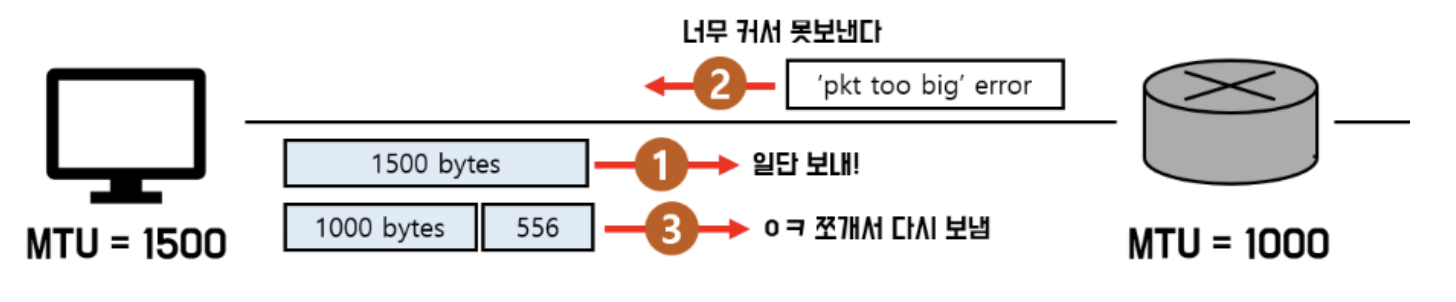 너무 커서 못보낸다
2
'pkt too big' error
1500 bytes
1
일단 보내!
1000 bytes
556
3
ㅇㅋ 쪼개서 다시 보냄
MTU = 1500
MTU = 1000